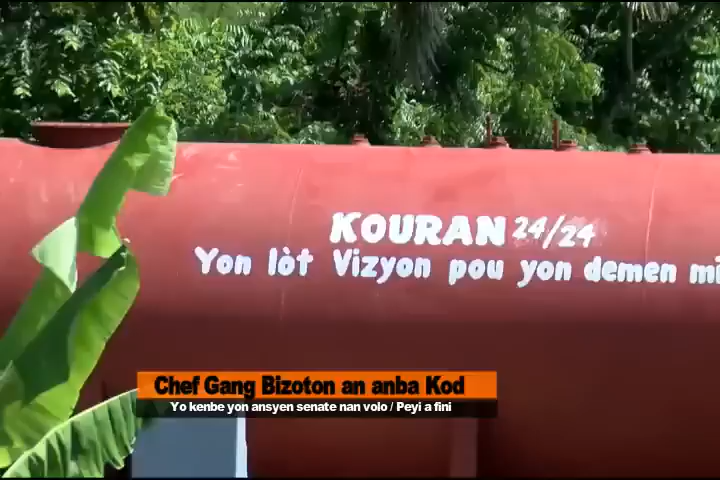 KOURAN 24/24
Yon lòt Vizyon pou yon demen mi
Chef Gang Bizoton an anba Kod
Yo kenbe yon ansyen senate nan volo / Peyi a fini